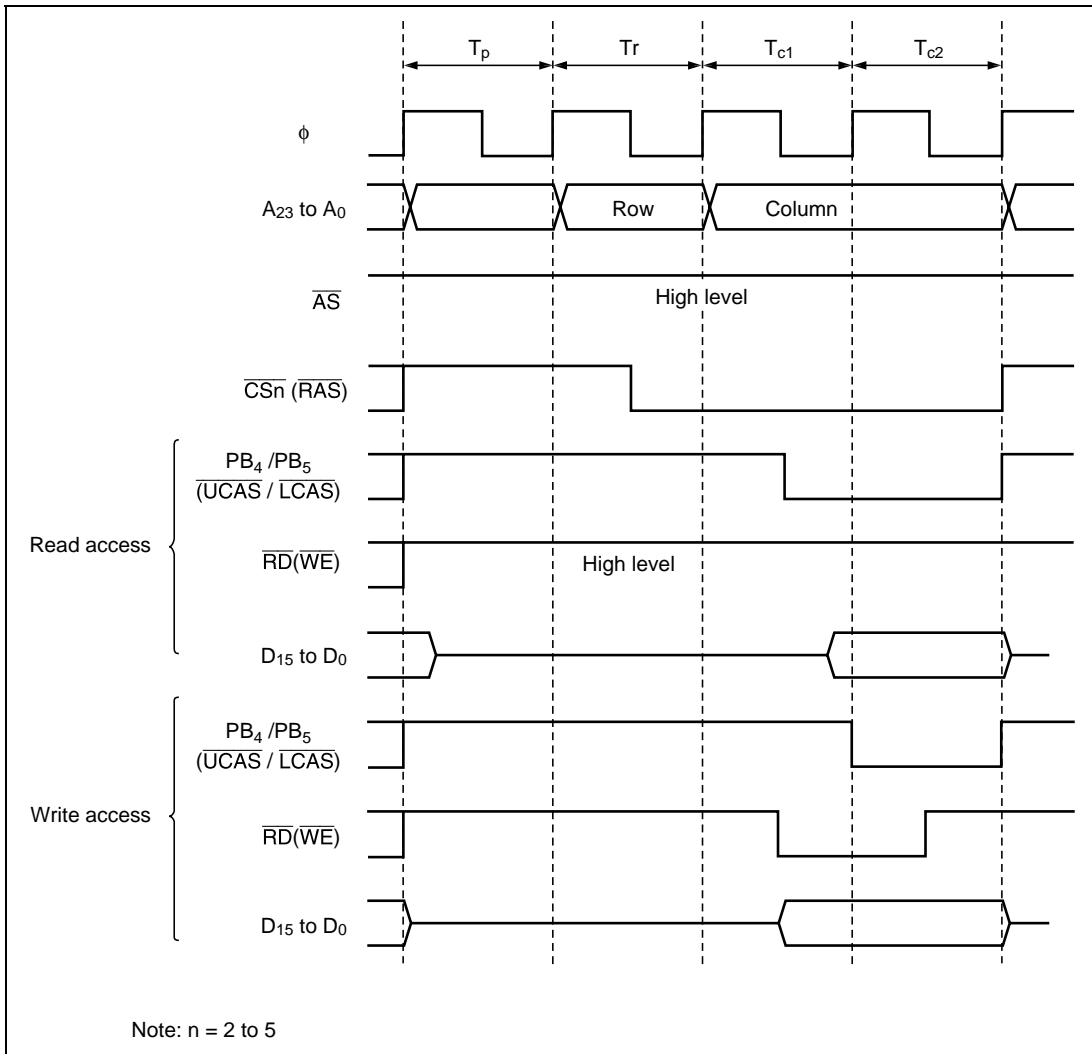 Tp Tr Tc1 Tc2
φ
A23 to A0 Row Column
AS High level
CSn (RAS)
Read access
PB4 /PB5
(UCAS / LCAS)
RD(WE) High level
D15 to D0
Write access
PB4 /PB5
(UCAS / LCAS)
RD(WE)
D15 to D0
Note: n = 2 to 5